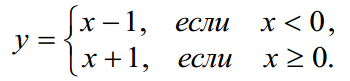 y = { x − 1, если x < 0,
x + 1, если x ≥ 0.